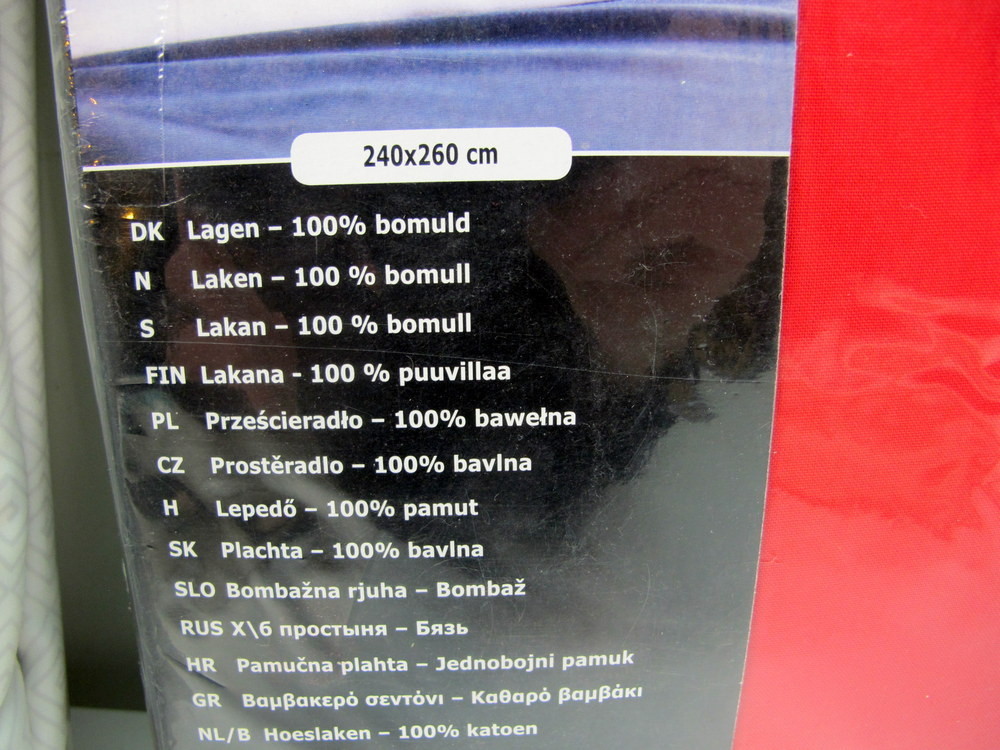 240x260 cm
DK Lagen – 100% bomuld
N Laken – 100 % bomull
S Lakan – 100 % bomull
FIN Lakana - 100 % puuvillaa
PL Prześcieradło – 100% bawełna
CZ Prostěradlo – 100% bavlna
H Lepedő – 100% pamut
SK Plachta – 100% bavlna
SLO Bombažna rjuha – Bombaž
RUS Х\б простыня – Бязь
HR Pamučna plahta – Jednobojni pamuk
GR Βαμβακερό σεντόνι – Καθαρό βαμβάκι
NL/B Hoeslaken – 100% katoen